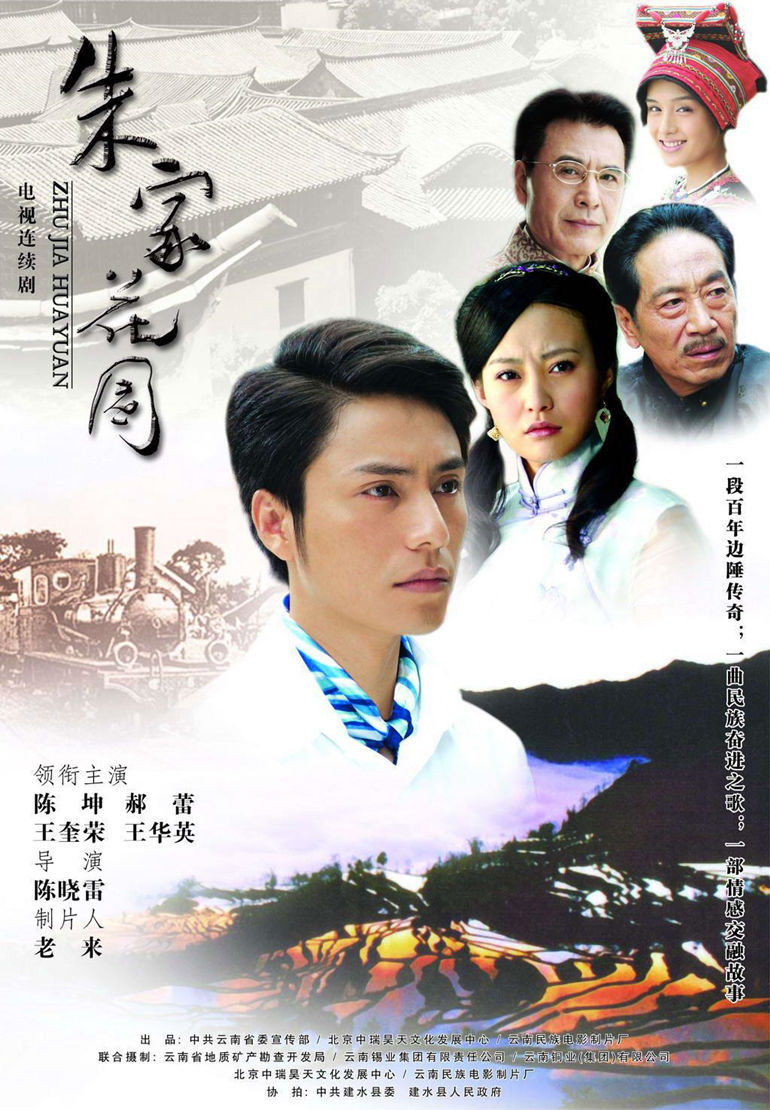 朱家花园
ZHU JIA HUAYUAN
电视连续剧
一段百年边陲传奇；一曲民族奋进之歌；一部情感交融故事
领衔主演
陈 坤 郝 蕾
王奎荣 王华英
导 演
陈晓雷
制片人
老 来
出 品：中共云南省委宣传部 / 北京中瑞昊天文化发展中心 / 云南民族电影制片厂
联合摄制：云南省地质矿产勘查开发局 / 云南锡业集团有限责任公司 / 云南铜业(集团)有限公司
北京中瑞昊天文化发展中心 / 云南民族电影制片厂
协 拍：中共建水县委 建水县人民政府